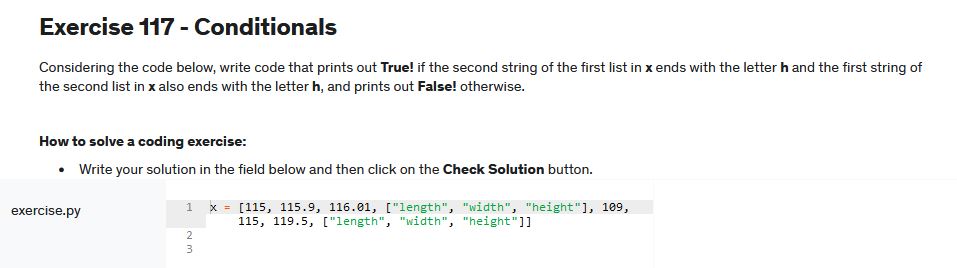 Exercise 117 - Conditionals
Considering the code below, write code that prints out True! if the second string of the first list in x ends with the letter h and the first string of
the second list in x also ends with the letter h, and prints out False! otherwise.
How to solve a coding exercise:
• Write your solution in the field below and then click on the Check Solution button.
exercise.py
1 x = [115, 115.9, 116.01, ["length", "width", "height"], 109,
115, 119.5, ["length", "width", "height"]]
2
3